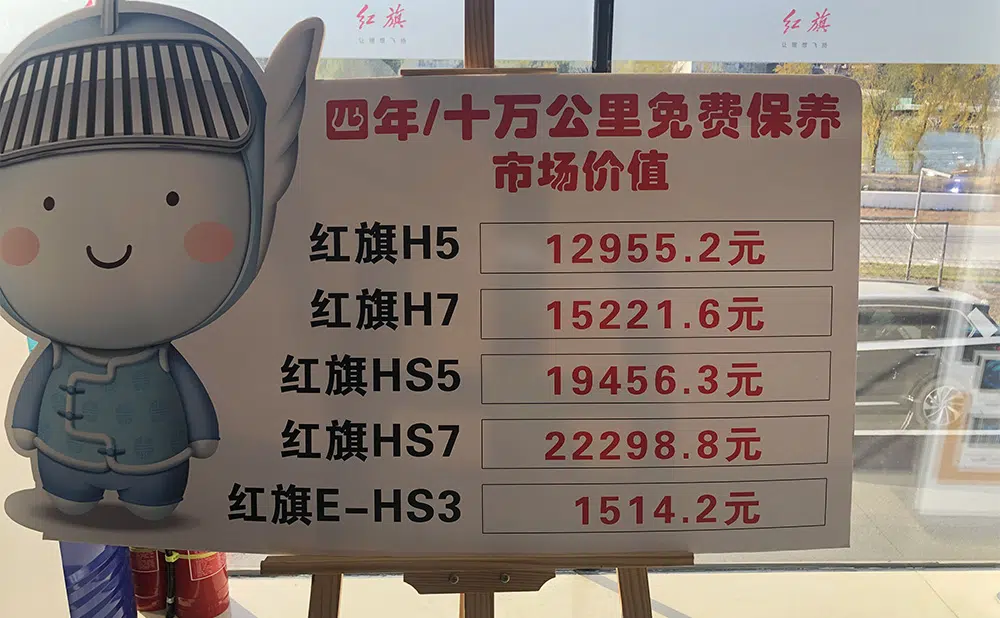 红旗
红旗
四年/十万公里免费保养
市场价值
红旗H5 12955.2元
红旗H7 15221.6元
红旗HS5 19456.3元
红旗HS7 22298.8元
红旗E-HS3 1514.2元